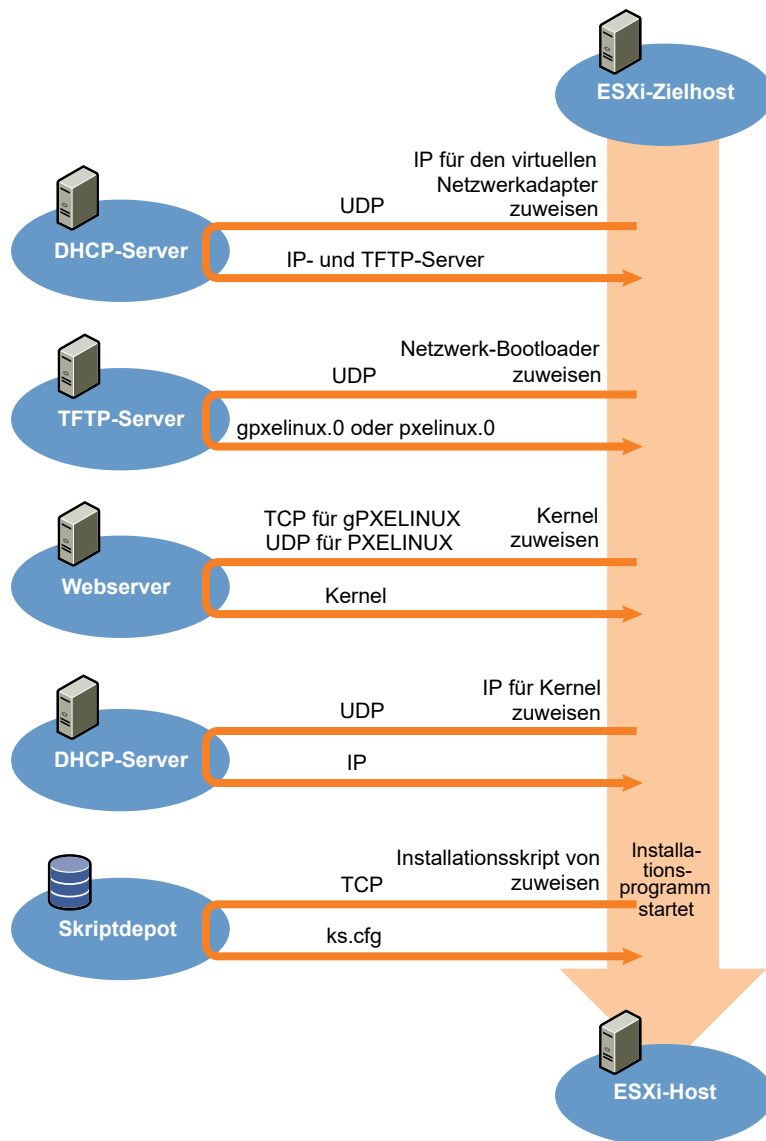 ESXi-Zielhost
IP für den virtuellen
Netzwerkadapter
zuweisen
UDP
DHCP-Server
IP- und TFTP-Server
Netzwerk-Bootloader
zuweisen
UDP
TFTP-Server
gpxelinux.0 oder pxelinux.0
TCP für gPXELINUX
UDP für PXELINUX
Kernel
zuweisen
Webserver
Kernel
IP für Kernel
zuweisen
UDP
DHCP-Server
IP
Installationsskript von
zuweisen
TCP
Installa-
tions-
programm
startet
Skriptdepot
ks.cfg
ESXi-Host